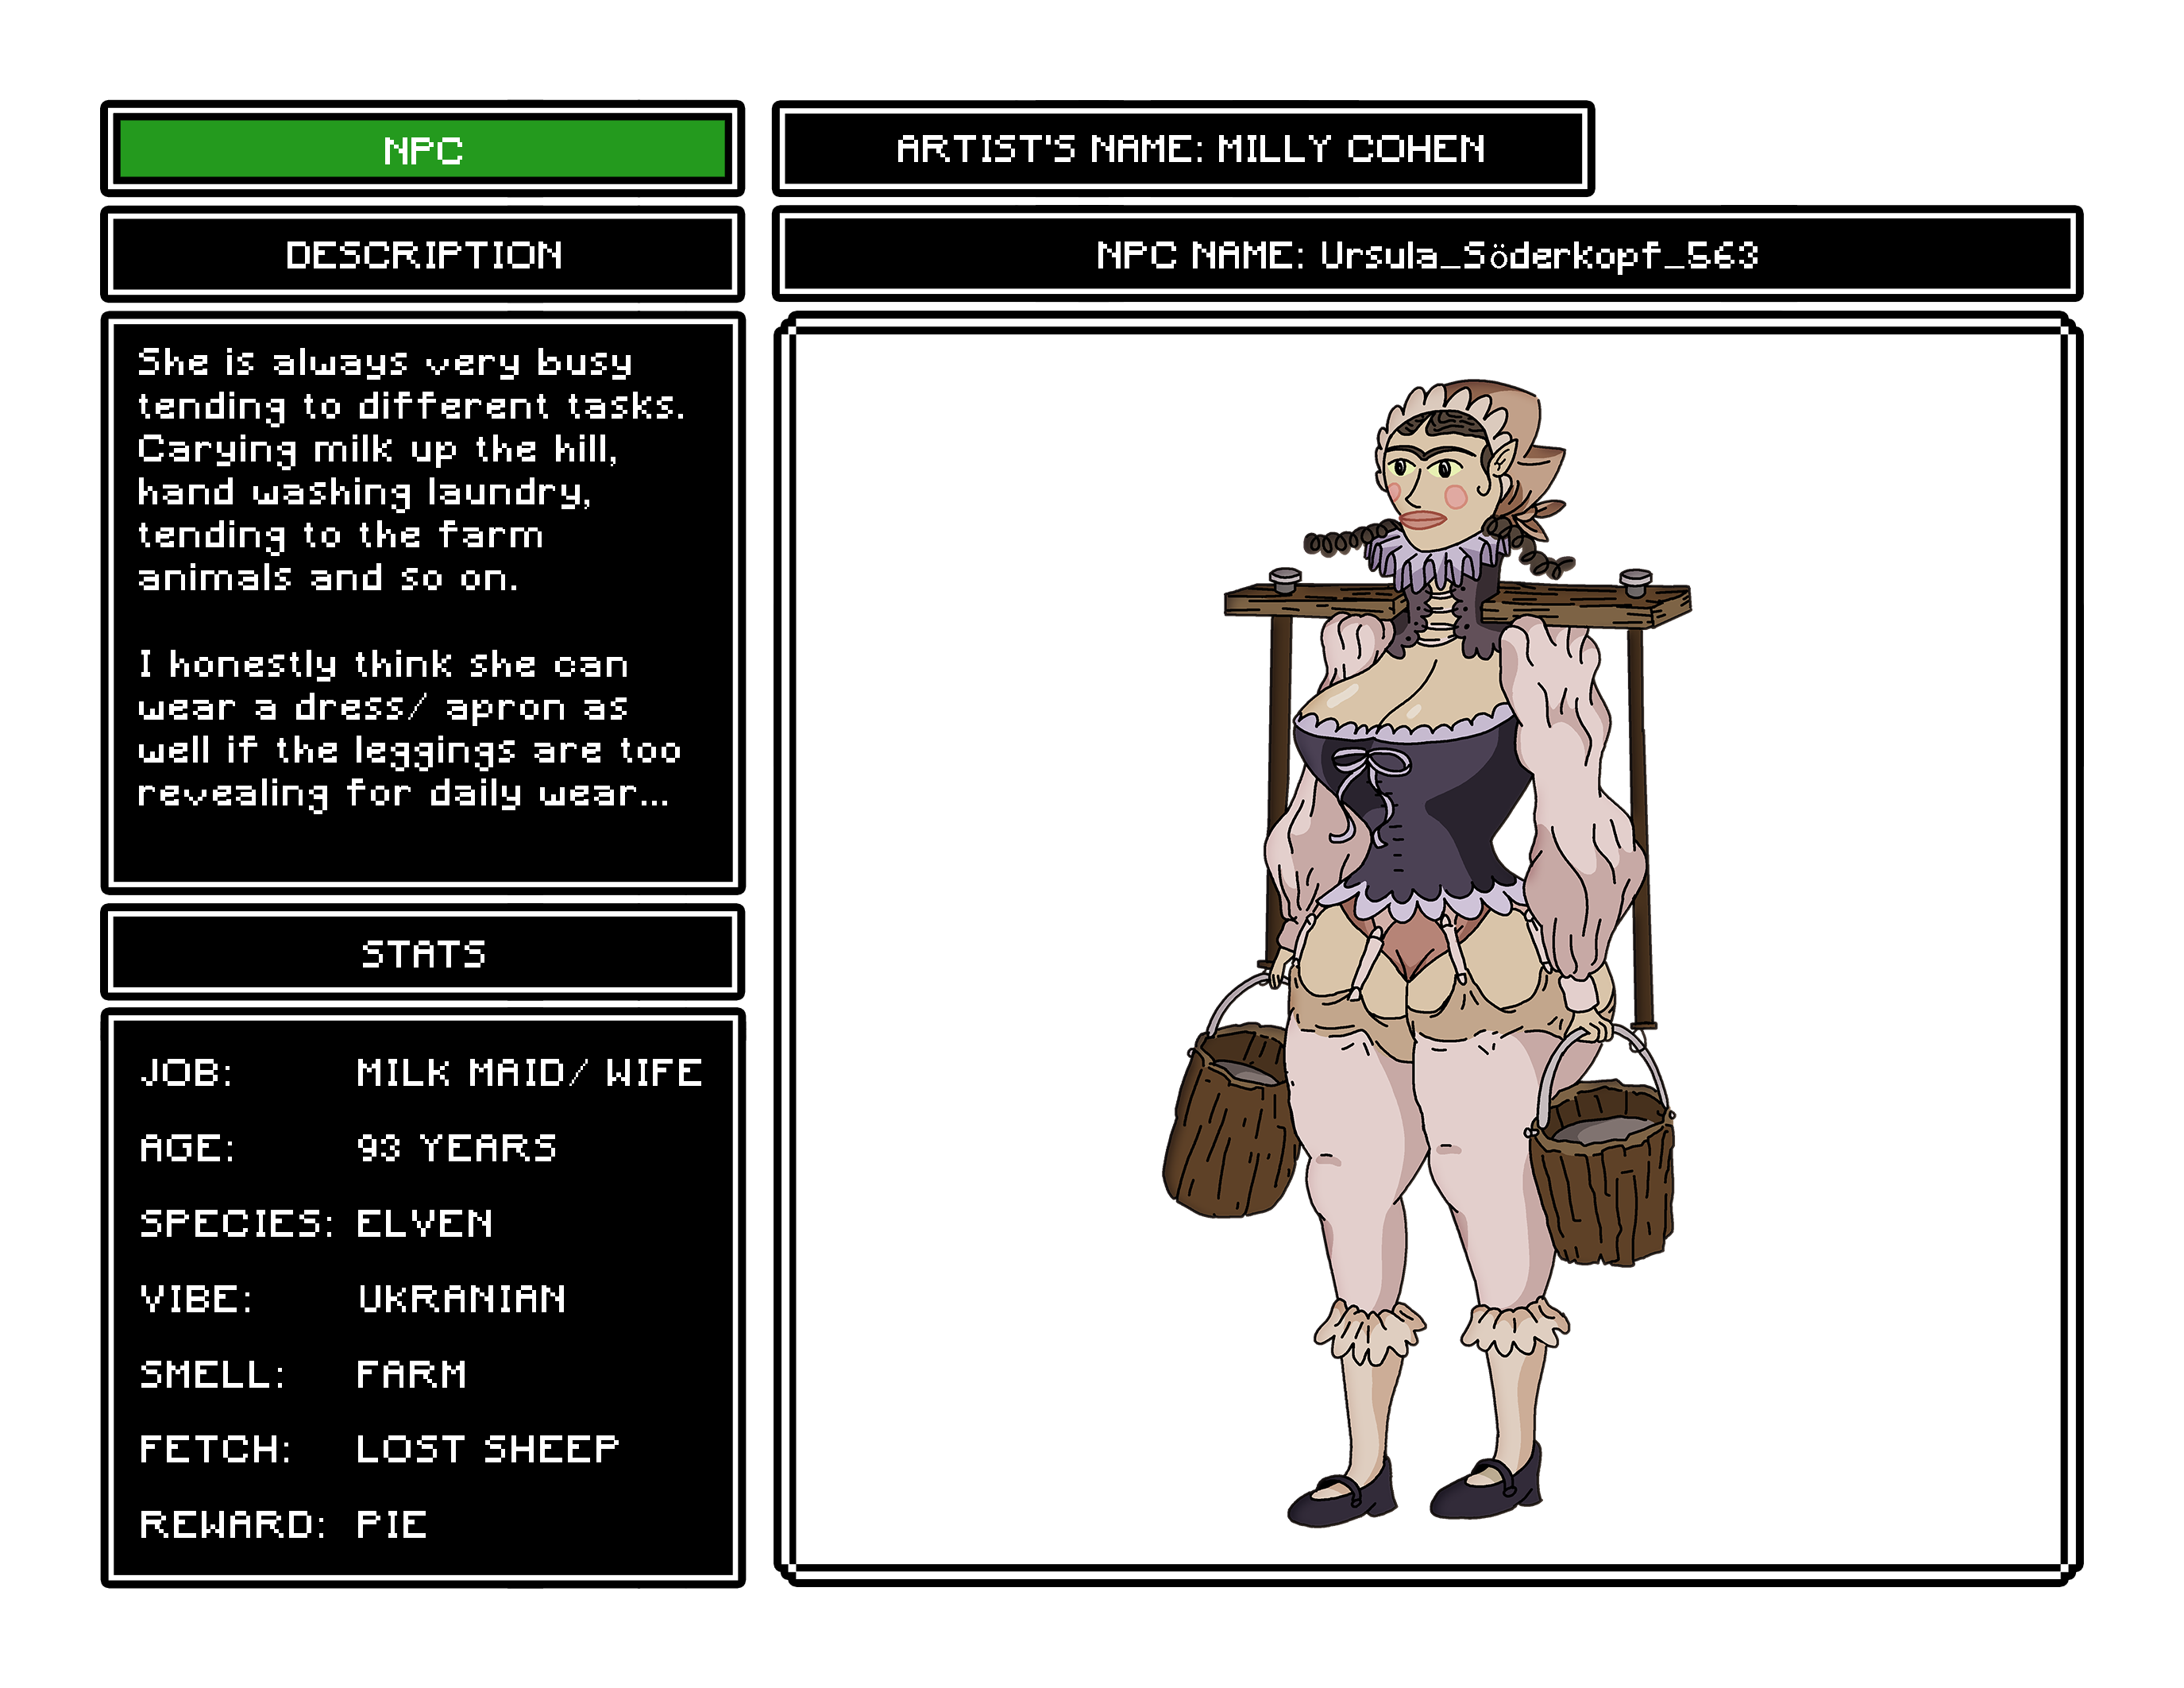 NPC
DESCRIPTION
She is always very busy
tending to different tasks.
Carying milk up the hill,
hand washing laundry,
tending to the farm
animals and so on.
I honestly think she can
wear a dress/ apron as
well if the leggings are too
revealing for daily wear...
STATS
JOB: MILK MAID/ WIFE
AGE: 93 YEARS
SPECIES: ELVEN
VIBE: UKRANIAN
SMELL: FARM
FETCH: LOST SHEEP
REWARD: PIE
ARTIST'S NAME: MILLY COHEN
NPC NAME: Ursula_Söderkopf_563